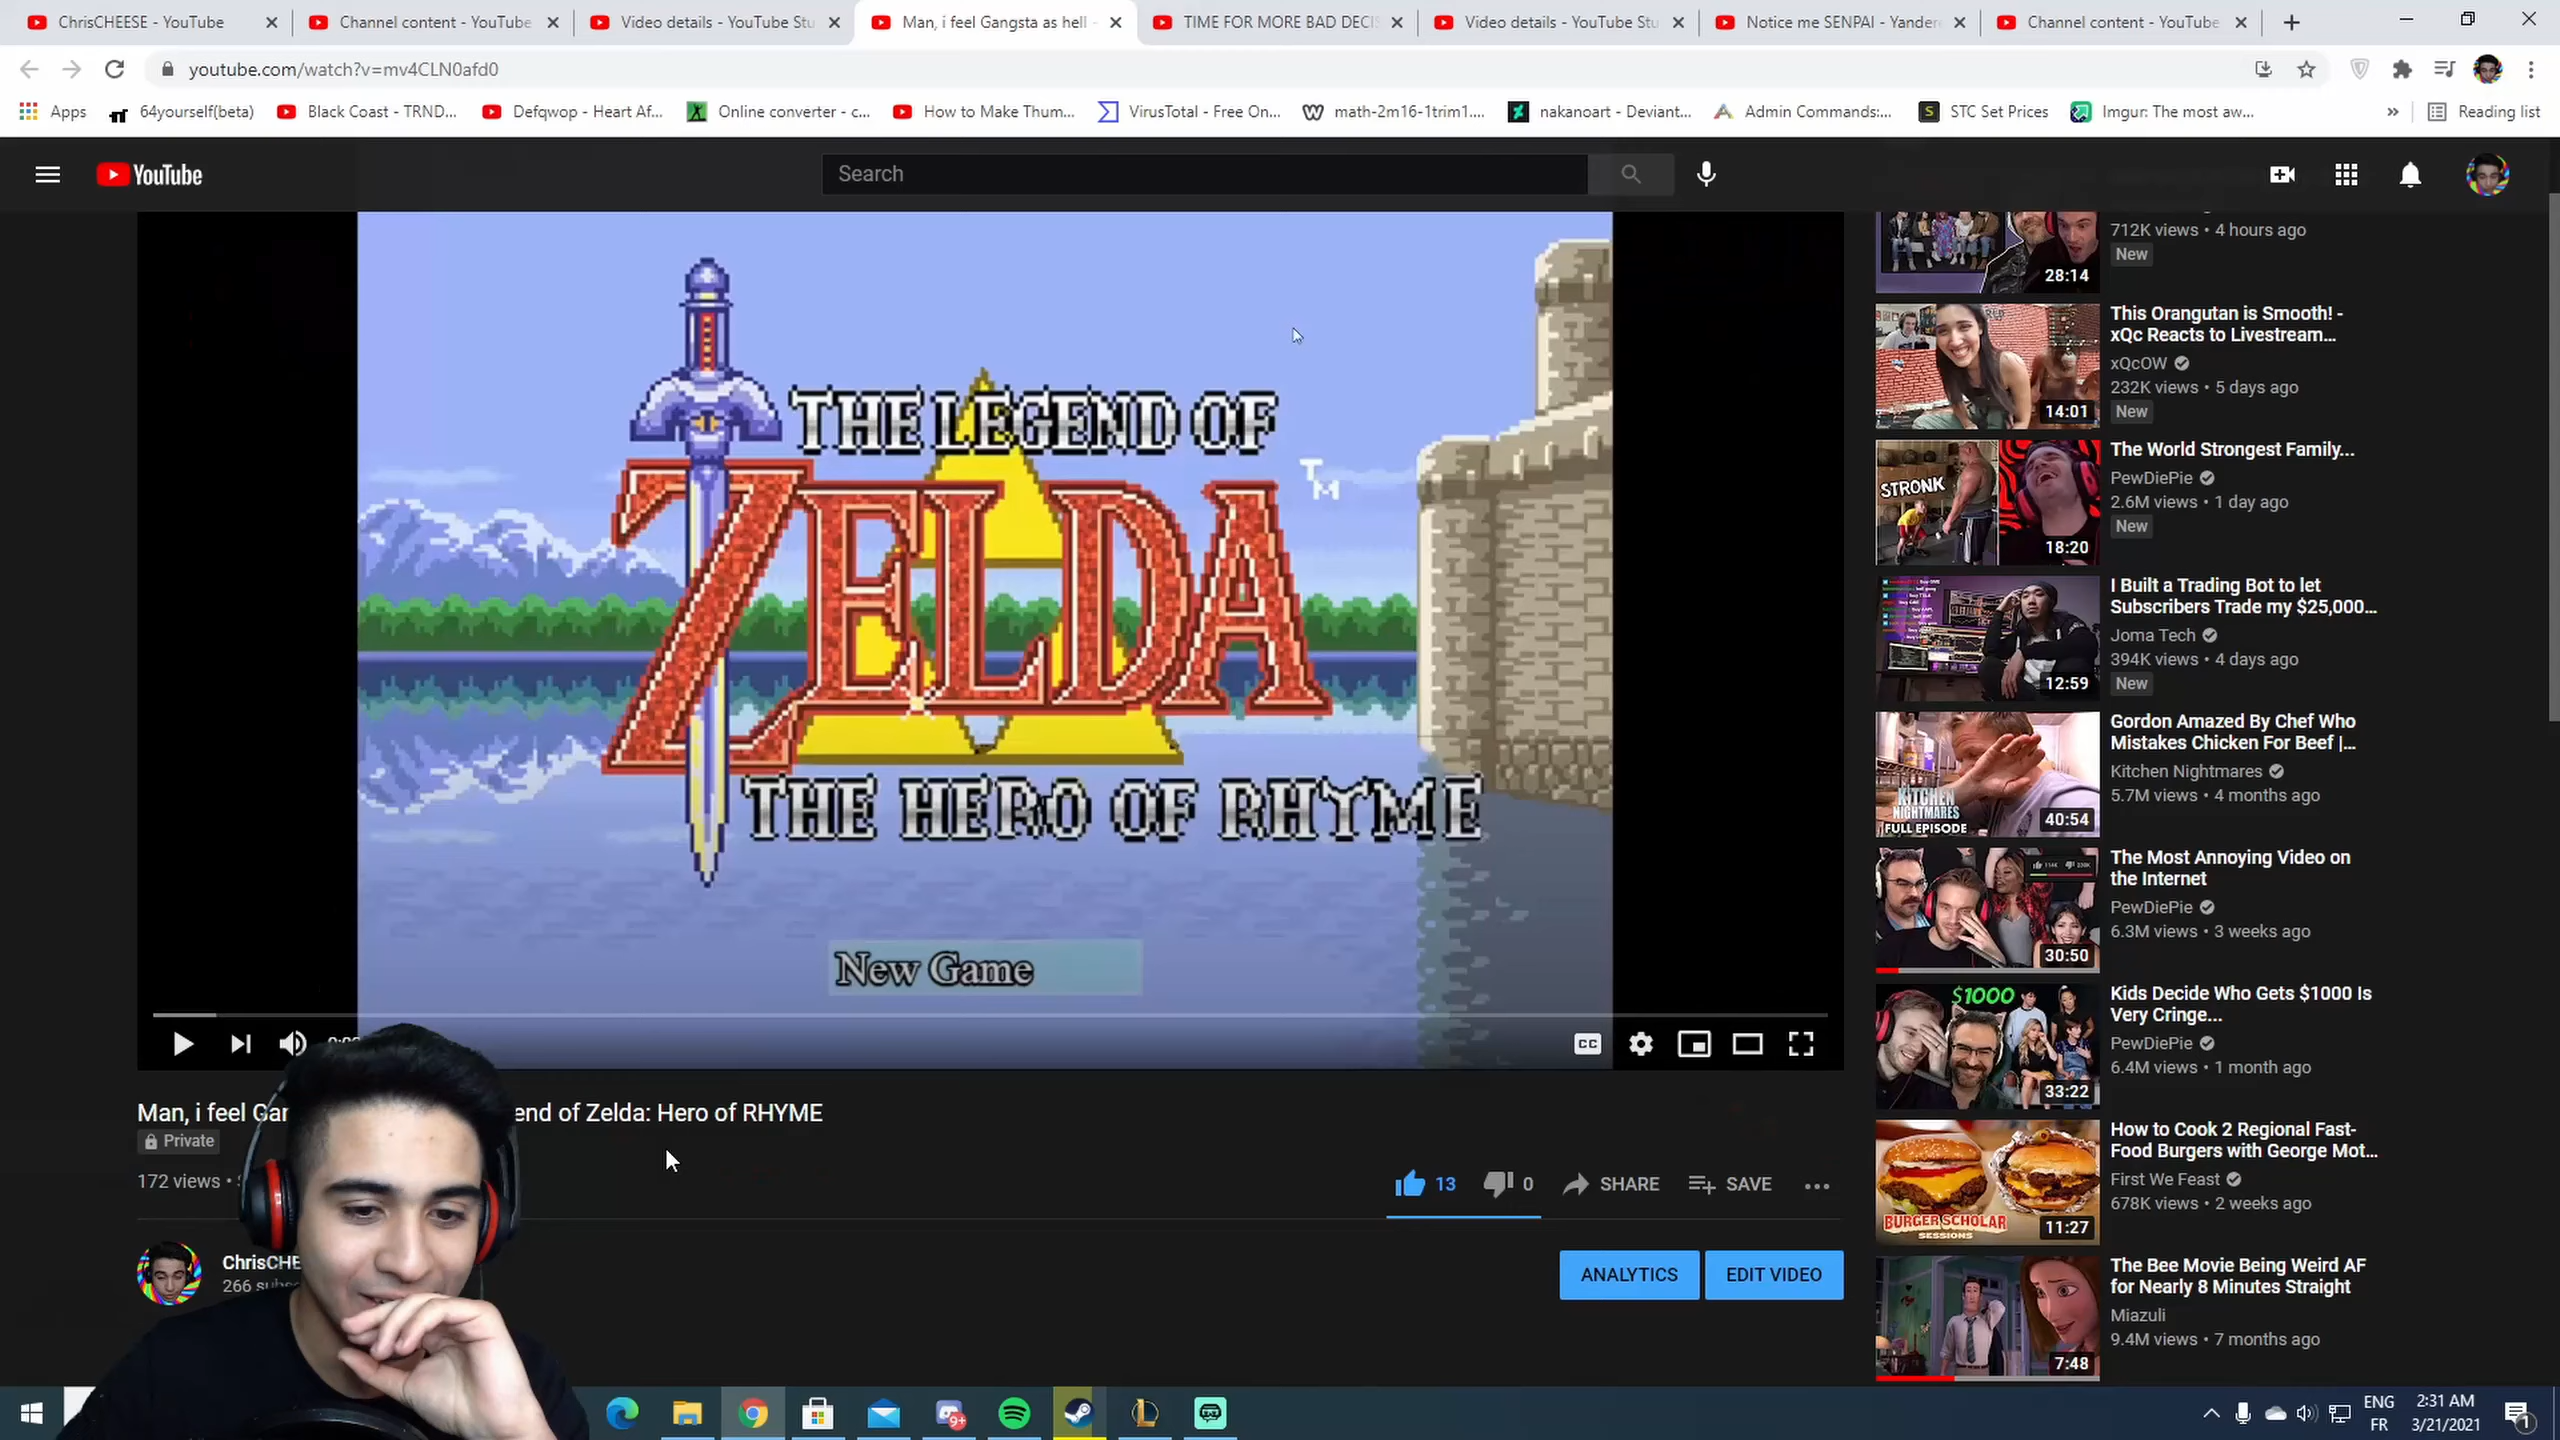 ChrisCHEESE - YouTube
Channel content - YouTube
Video details - YouTube Stu
Man, i feel Gangsta as hell -
TIME FOR MORE BAD DECIS
Video details - YouTube Stu
Notice me SENPAI - Yandere
Channel content - YouTube
youtube.com/watch?v=mv4CLN0afd0
Apps
64yourself(beta)
Black Coast - TRND...
Defqwop - Heart Af...
Online converter - c...
How to Make Thum...
VirusTotal - Free On...
math-2m16-1trim1....
nakanoart - Deviant...
Admin Commands:...
STC Set Prices
Imgur: The most aw...
Reading list
YouTube
Search
THE LEGEND OF
ZELDA TM
THE HERO OF RHYME
New Game
CC
Man, i feel Gan
end of Zelda: Hero of RHYME
Private
172 views •
13
0
SHARE
SAVE
ChrisCHE
266 subs
ANALYTICS
EDIT VIDEO
712K views • 4 hours ago
New
28:14
This Orangutan is Smooth! -
xQc Reacts to Livestream...
xQcOW
232K views • 5 days ago
New
14:01
STRONK
The World Strongest Family...
PewDiePie
2.6M views • 1 day ago
New
18:20
I Built a Trading Bot to let
Subscribers Trade my $25,000...
Joma Tech
394K views • 4 days ago
New
12:59
KITCHEN
NIGHTMARES
FULL EPISODE
Gordon Amazed By Chef Who
Mistakes Chicken For Beef |...
Kitchen Nightmares
5.7M views • 4 months ago
40:54
The Most Annoying Video on
the Internet
PewDiePie
6.3M views • 3 weeks ago
30:50
$1000
Kids Decide Who Gets $1000 Is
Very Cringe...
PewDiePie
6.4M views • 1 month ago
33:22
BURGER SCHOLAR
SESSIONS
How to Cook 2 Regional Fast-
Food Burgers with George Mot...
First We Feast
678K views • 2 weeks ago
11:27
The Bee Movie Being Weird AF
for Nearly 8 Minutes Straight
Miazuli
9.4M views • 7 months ago
7:48
9+
ENG
FR
2:31 AM
3/21/2021
1